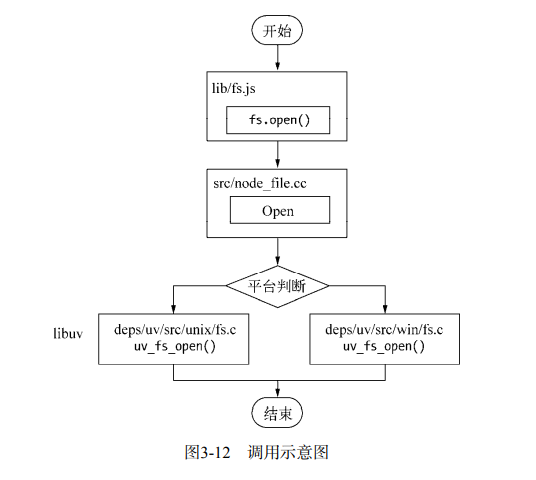 开始
lib/fs.js
fs.open()
src/node_file.cc
Open
平台判断
libuv
deps/uv/src/unix/fs.c
uv_fs_open()
deps/uv/src/win/fs.c
uv_fs_open()
结束
图3-12 调用示意图